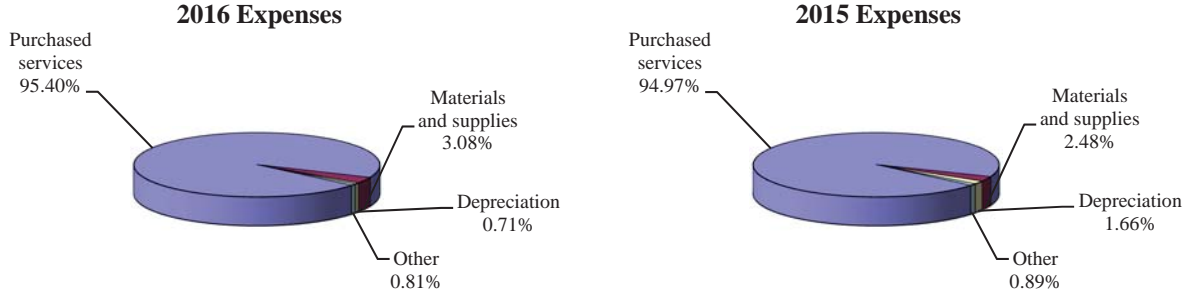 2016 Expenses
Purchased
services
95.40%
Materials
and supplies
3.08%
Depreciation
0.71%
Other
0.81%
2015 Expenses
Purchased
services
94.97%
Materials
and supplies
2.48%
Depreciation
1.66%
Other
0.89%